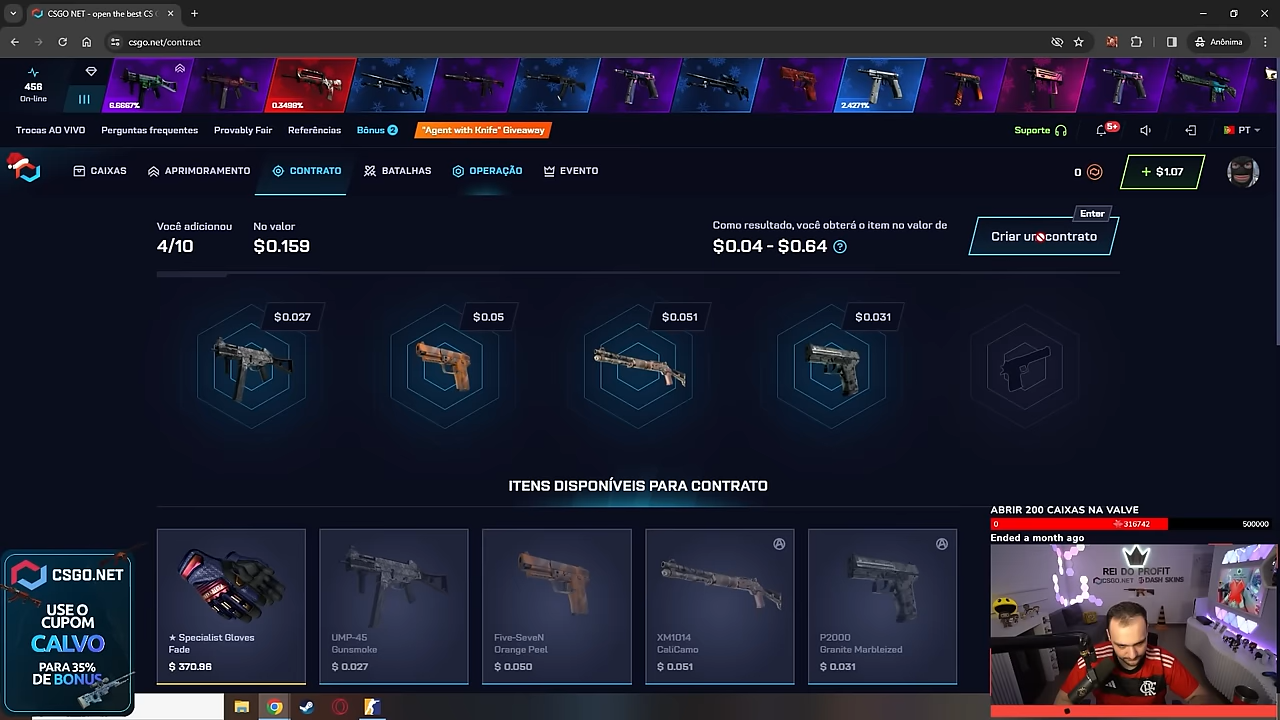 CSGO NET - open the best CS
csgo.net/contract
Anônima
456
On-line
6.6667%
0.3498%
2.4271%
Trocas AO VIVO
Perguntas frequentes
Provably Fair
Referências
Bônus 2
"Agent with Knife" Giveaway
Suporte
5+
PT
CAIXAS
APRIMORAMENTO
CONTRATO
BATALHAS
OPERAÇÃO
EVENTO
0
+ $1.07
Você adicionou
4/10
No valor
$0.159
Como resultado, você obterá o item no valor de
$0.04 - $0.64 ?
Enter
Criar um contrato
$0.027
$0.05
$0.051
$0.031
ITENS DISPONÍVEIS PARA CONTRATO
★ Specialist Gloves
Fade
$ 370.96
UMP-45
Gunsmoke
$ 0.027
Five-SeveN
Orange Peel
$ 0.050
XM1014
CaliCamo
$ 0.051
P2000
Granite Marbleized
$ 0.031
CSGO.NET
USE O
CUPOM
CALVO
PARA 35%
DE BONUS
ABRIR 200 CAIXAS NA VALVE
0
316742
500000
Ended a month ago
REI DO PROFIT
CSGO.NET
DASH SKINS